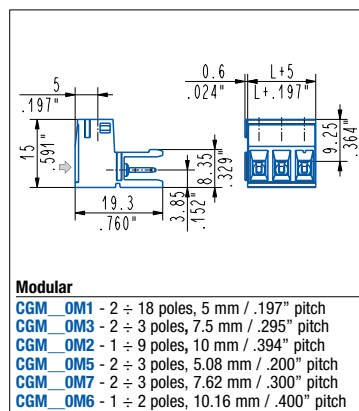 5
.197"
0.6
.024"
L+5
L+.197"
15
.591"
8.35
.329"
9.25
.364"
19.3
.760"
3.85
.152"
Modular
CGM__0M1 - 2 ÷ 18 poles, 5 mm / .197” pitch
CGM__0M3 - 2 ÷ 3 poles, 7.5 mm / .295” pitch
CGM__0M2 - 1 ÷ 9 poles, 10 mm / .394” pitch
CGM__0M5 - 2 ÷ 3 poles, 5.08 mm / .200” pitch
CGM__0M7 - 2 ÷ 3 poles, 7.62 mm / .300” pitch
CGM__0M6 - 1 ÷ 2 poles, 10.16 mm / .400” pitch